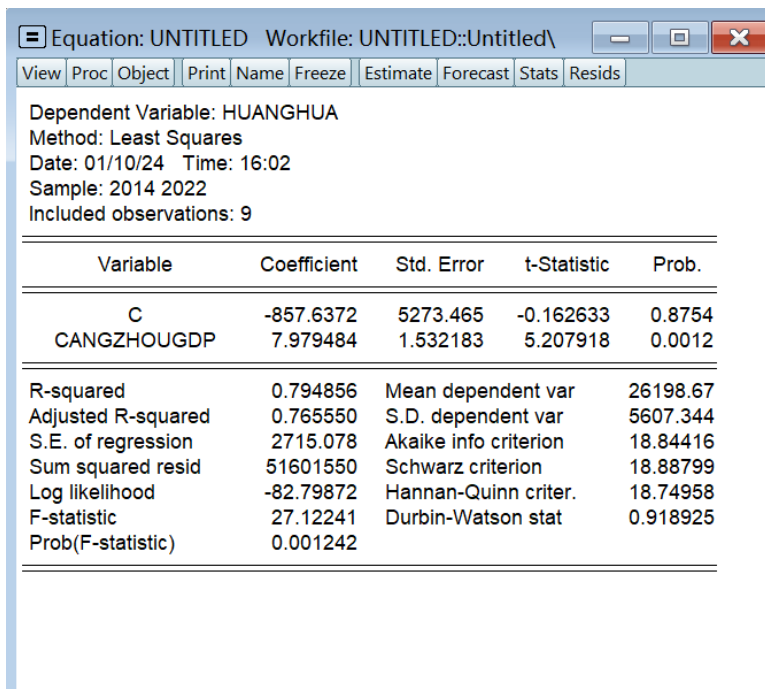 Equation: UNTITLED Workfile: UNTITLED::Untitled\
View Proc Object Print Name Freeze Estimate Forecast Stats Resids
Dependent Variable: HUANGHUA
Method: Least Squares
Date: 01/10/24 Time: 16:02
Sample: 2014 2022
Included observations: 9
Variable Coefficient Std. Error t-Statistic Prob.
C -857.6372 5273.465 -0.162633 0.8754
CANGZHOUGDP 7.979484 1.532183 5.207918 0.0012
R-squared 0.794856 Mean dependent var 26198.67
Adjusted R-squared 0.765550 S.D. dependent var 5607.344
S.E. of regression 2715.078 Akaike info criterion 18.84416
Sum squared resid 51601550 Schwarz criterion 18.88799
Log likelihood -82.79872 Hannan-Quinn criter. 18.74958
F-statistic 27.12241 Durbin-Watson stat 0.918925
Prob(F-statistic) 0.001242